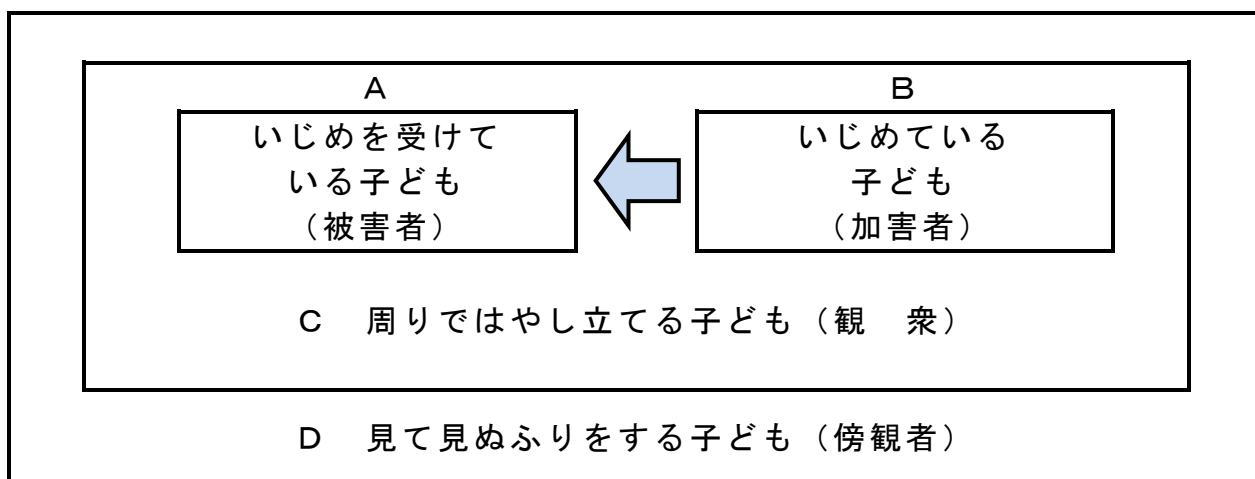 A
いじめを受けて
いる子ども
（被害者）
B
いじめている
子ども
（加害者）
C　周りではやし立てる子ども（観　衆）
D　見て見ぬふりをする子ども（傍観者）